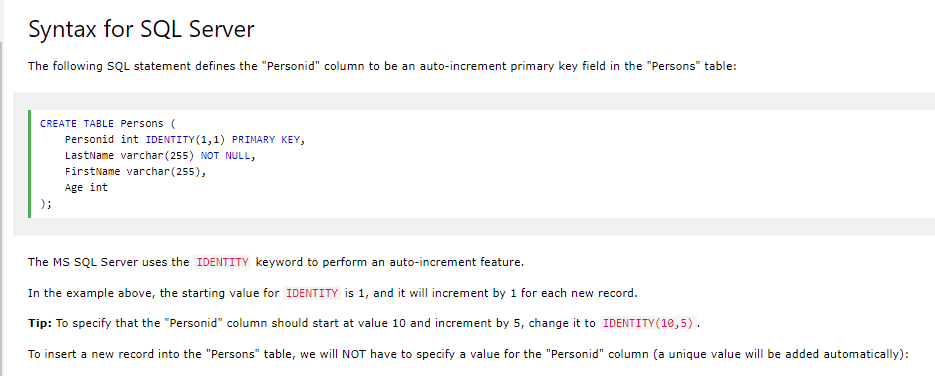 Syntax for SQL Server
The following SQL statement defines the "Personid" column to be an auto-increment primary key field in the "Persons" table:
CREATE TABLE Persons (
    Personid int IDENTITY(1,1) PRIMARY KEY,
    LastName varchar(255) NOT NULL,
    FirstName varchar(255),
    Age int
);
The MS SQL Server uses the IDENTITY keyword to perform an auto-increment feature.
In the example above, the starting value for IDENTITY is 1, and it will increment by 1 for each new record.
Tip: To specify that the "Personid" column should start at value 10 and increment by 5, change it to IDENTITY(10,5).
To insert a new record into the "Persons" table, we will NOT have to specify a value for the "Personid" column (a unique value will be added automatically):